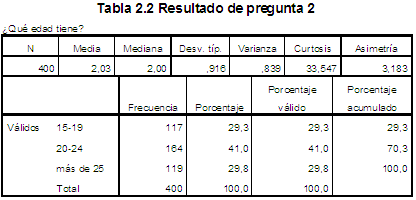 Tabla 2.2 Resultado de pregunta 2
¿Qué edad tiene?
N Media Mediana Desv. típ. Varianza Curtosis Asimetría
400 2,03 2,00 ,916 ,839 33,547 3,183
Frecuencia Porcentaje Porcentaje válido Porcentaje acumulado
Válidos 15-19 117 29,3 29,3 29,3
20-24 164 41,0 41,0 70,3
más de 25 119 29,8 29,8 100,0
Total 400 100,0 100,0